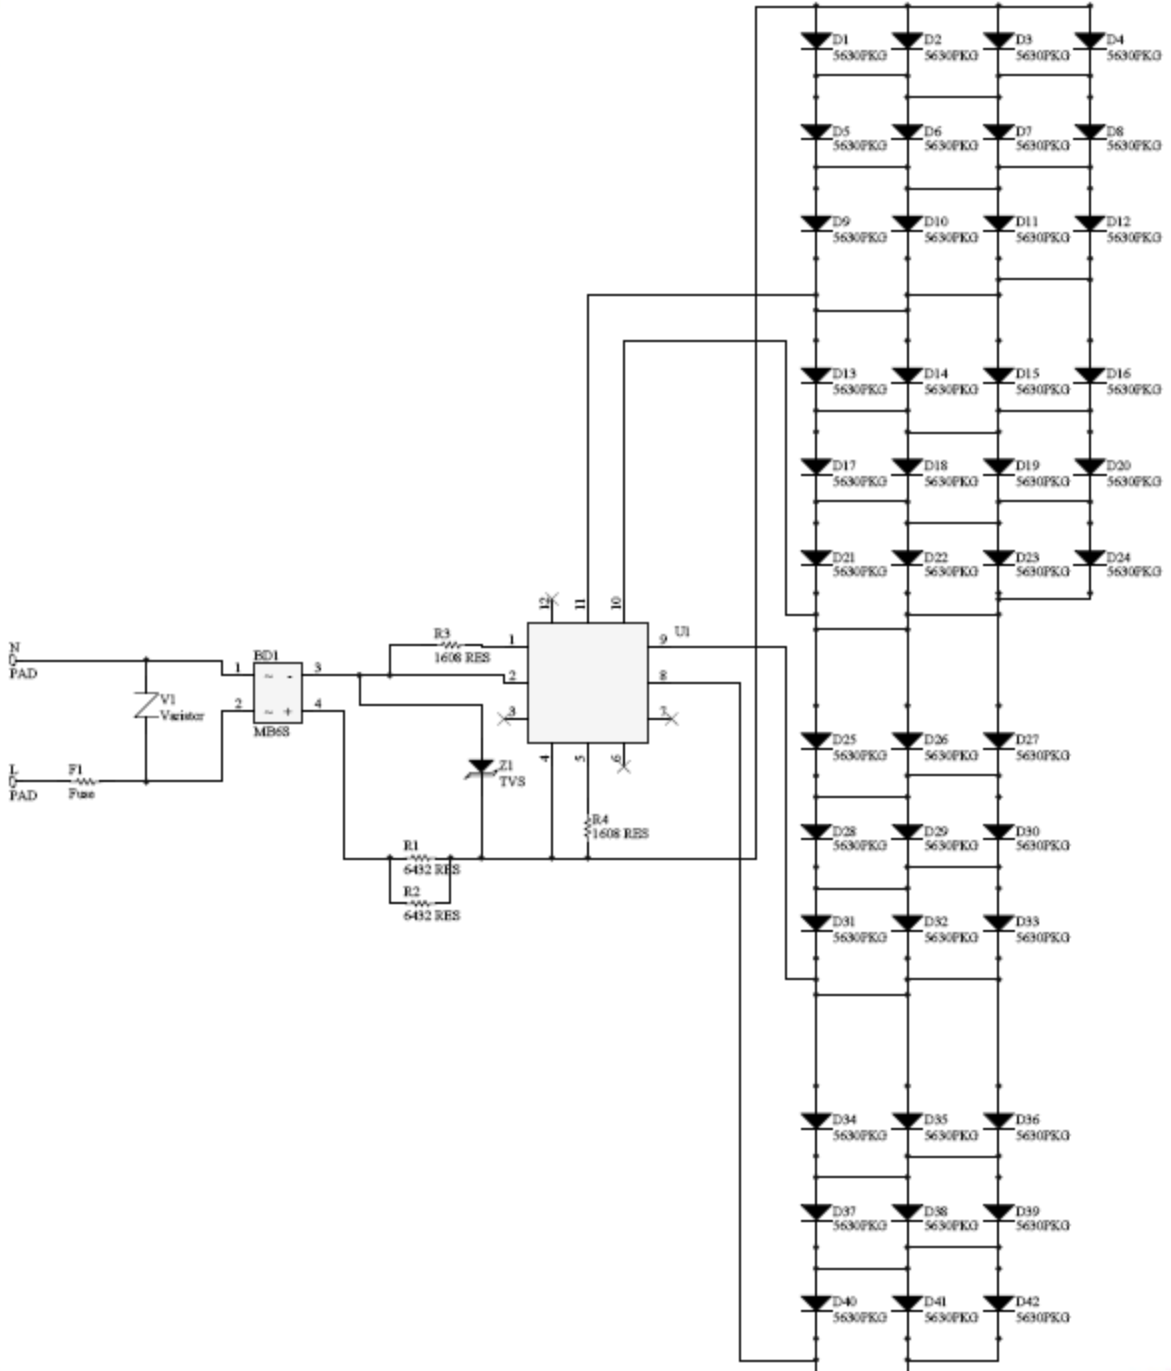 D1
5630PKG
D2
5630PKG
D3
5630PKG
D4
5630PKG
D5
5630PKG
D6
5630PKG
D7
5630PKG
D8
5630PKG
D9
5630PKG
D10
5630PKG
D11
5630PKG
D12
5630PKG
D13
5630PKG
D14
5630PKG
D15
5630PKG
D16
5630PKG
D17
5630PKG
D18
5630PKG
D19
5630PKG
D20
5630PKG
D21
5630PKG
D22
5630PKG
D23
5630PKG
D24
5630PKG
12
11
10
U1
1
2
3
4
5
6
7
8
9
R3
1608 RES
N
PAD
BD1
1
2
3
4
~ -
~ +
MB6S
V1
Varistor
L
PAD
F1
Fuse
Z1
TVS
R4
1608 RES
R1
6432 RES
R2
6432 RES
D25
5630PKG
D26
5630PKG
D27
5630PKG
D28
5630PKG
D29
5630PKG
D30
5630PKG
D31
5630PKG
D32
5630PKG
D33
5630PKG
D34
5630PKG
D35
5630PKG
D36
5630PKG
D37
5630PKG
D38
5630PKG
D39
5630PKG
D40
5630PKG
D41
5630PKG
D42
5630PKG